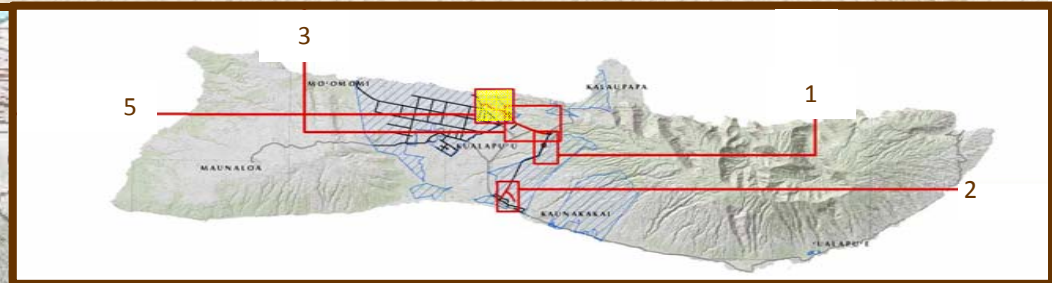 3
MO'OMOMI
KALAUPAPA
5
1
KUALAPU'U
MAUNALOA
2
KAUNAKAKAI
'UALAPU'E